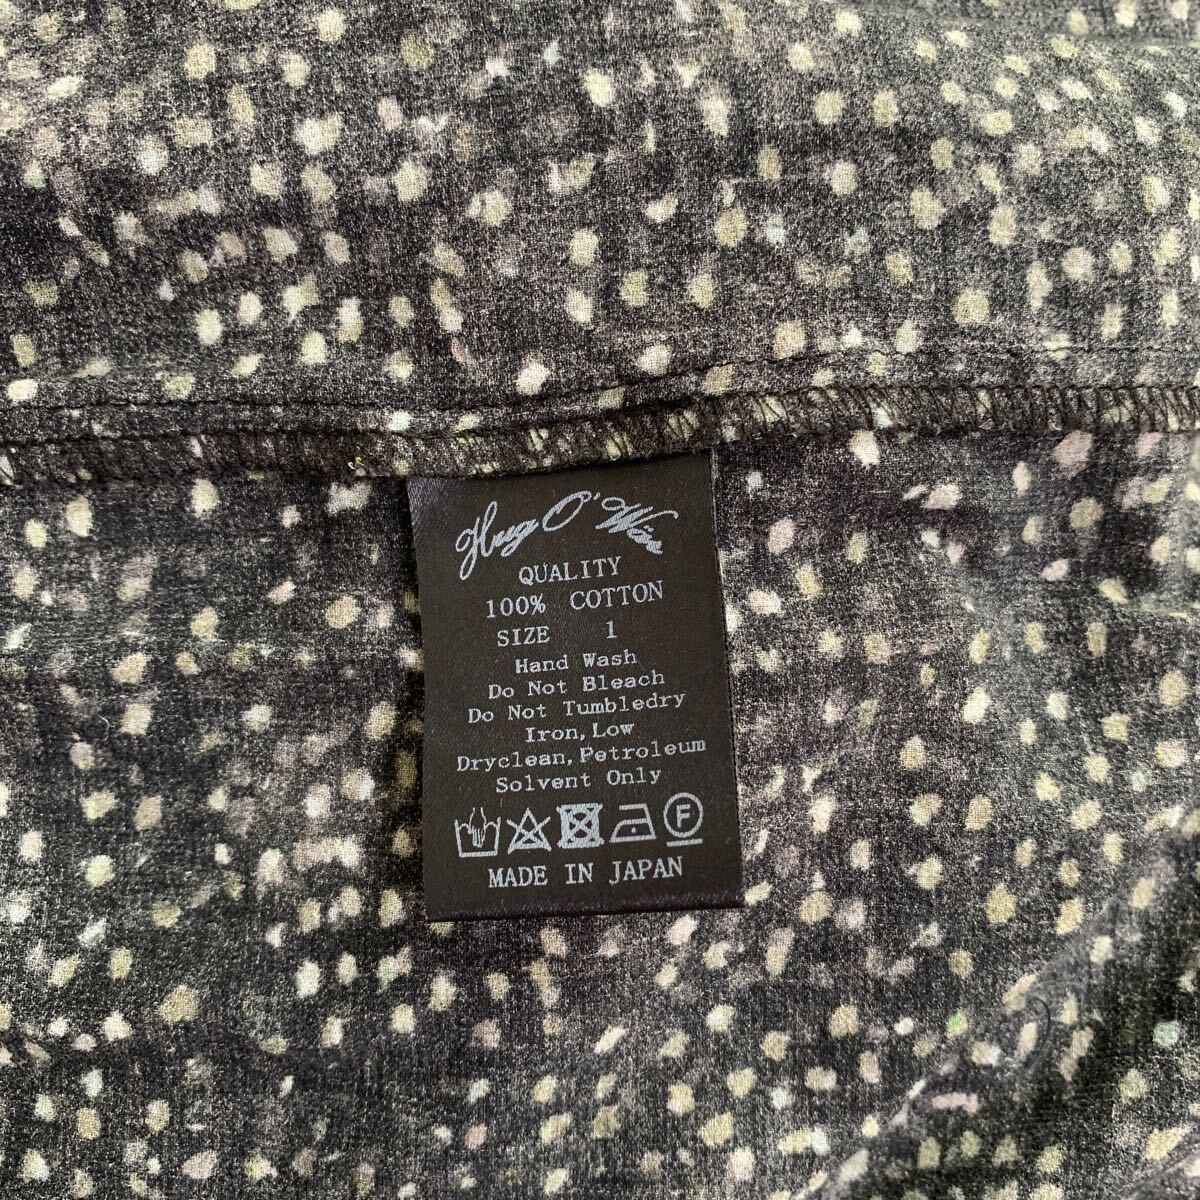 Hug O' Wär
QUALITY
100% COTTON
SIZE 1
Hand Wash
Do Not Bleach
Do Not Tumbledry
Iron, Low
Dryclean, Petroleum
Solvent Only
F
MADE IN JAPAN